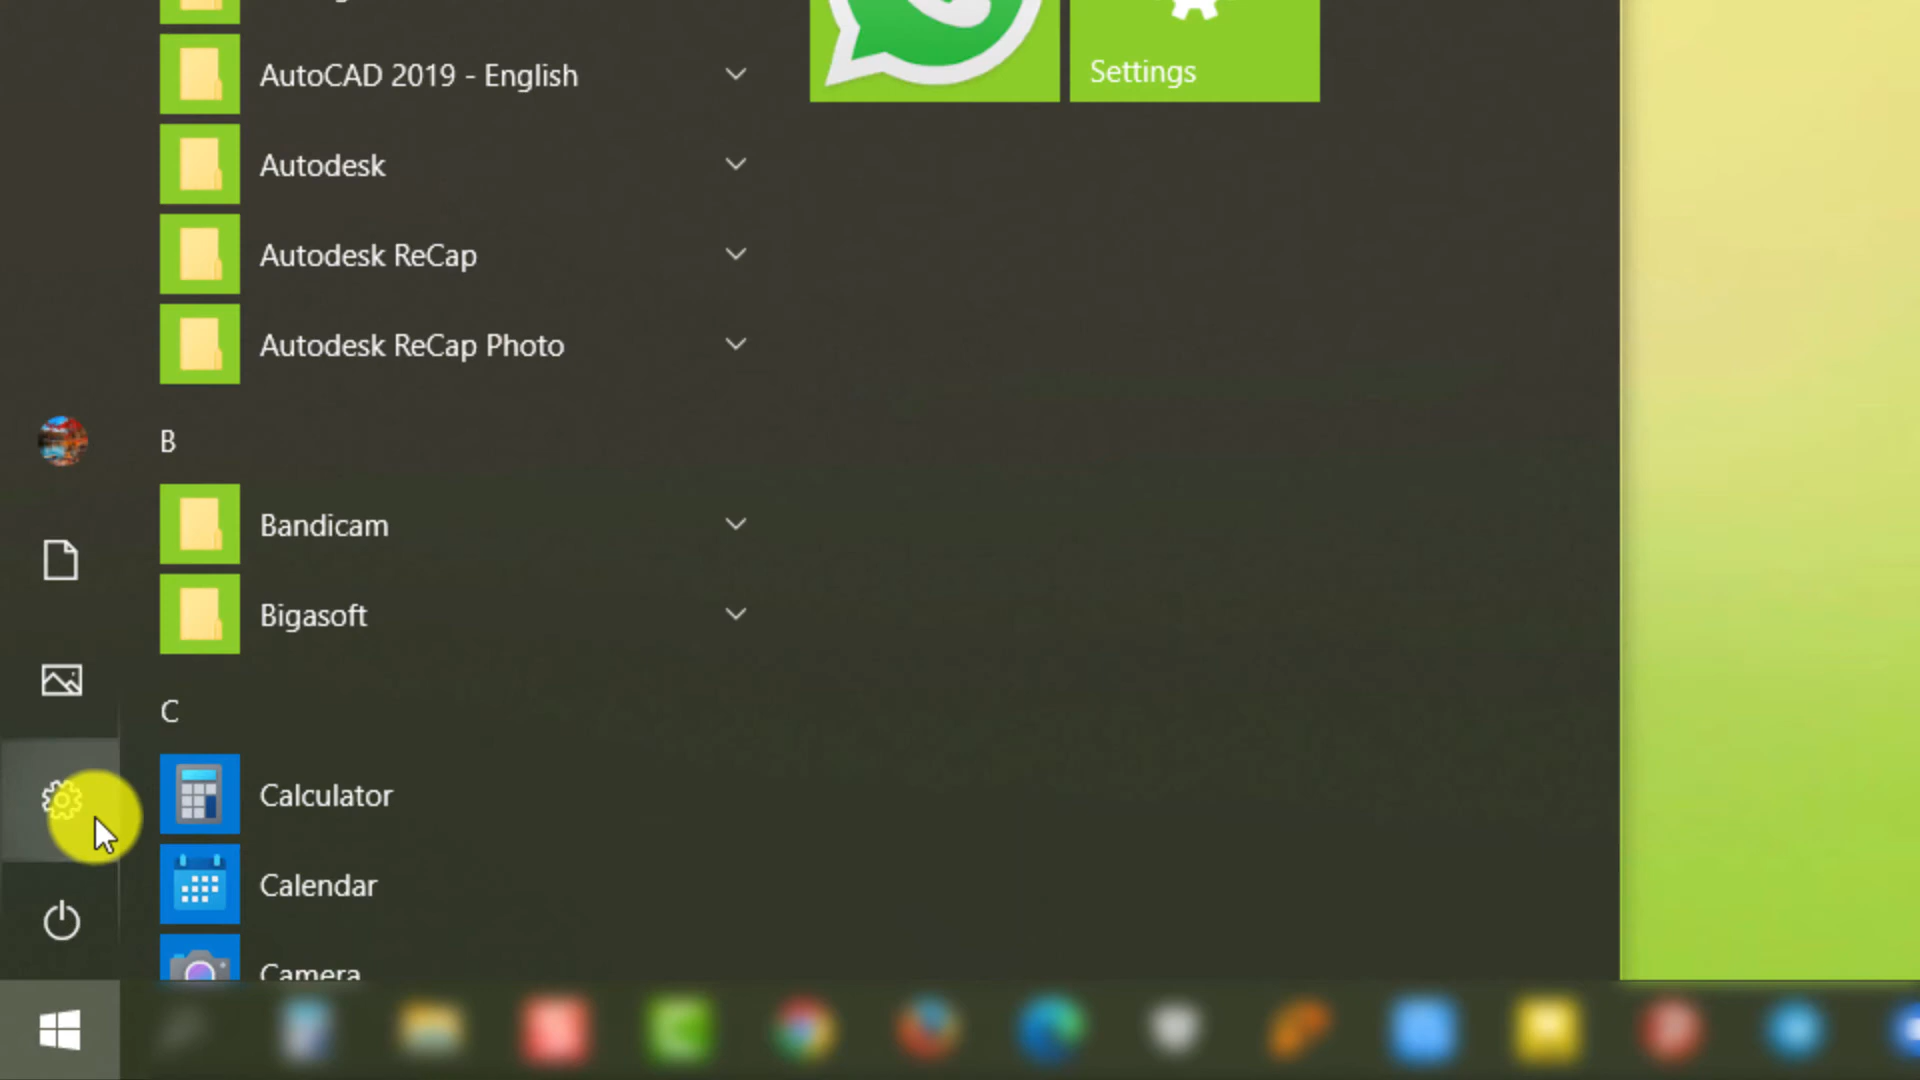 AutoCAD 2019 - English
Settings
Autodesk
Autodesk ReCap
Autodesk ReCap Photo
B
Bandicam
Bigasoft
C
Calculator
Calendar
Camera